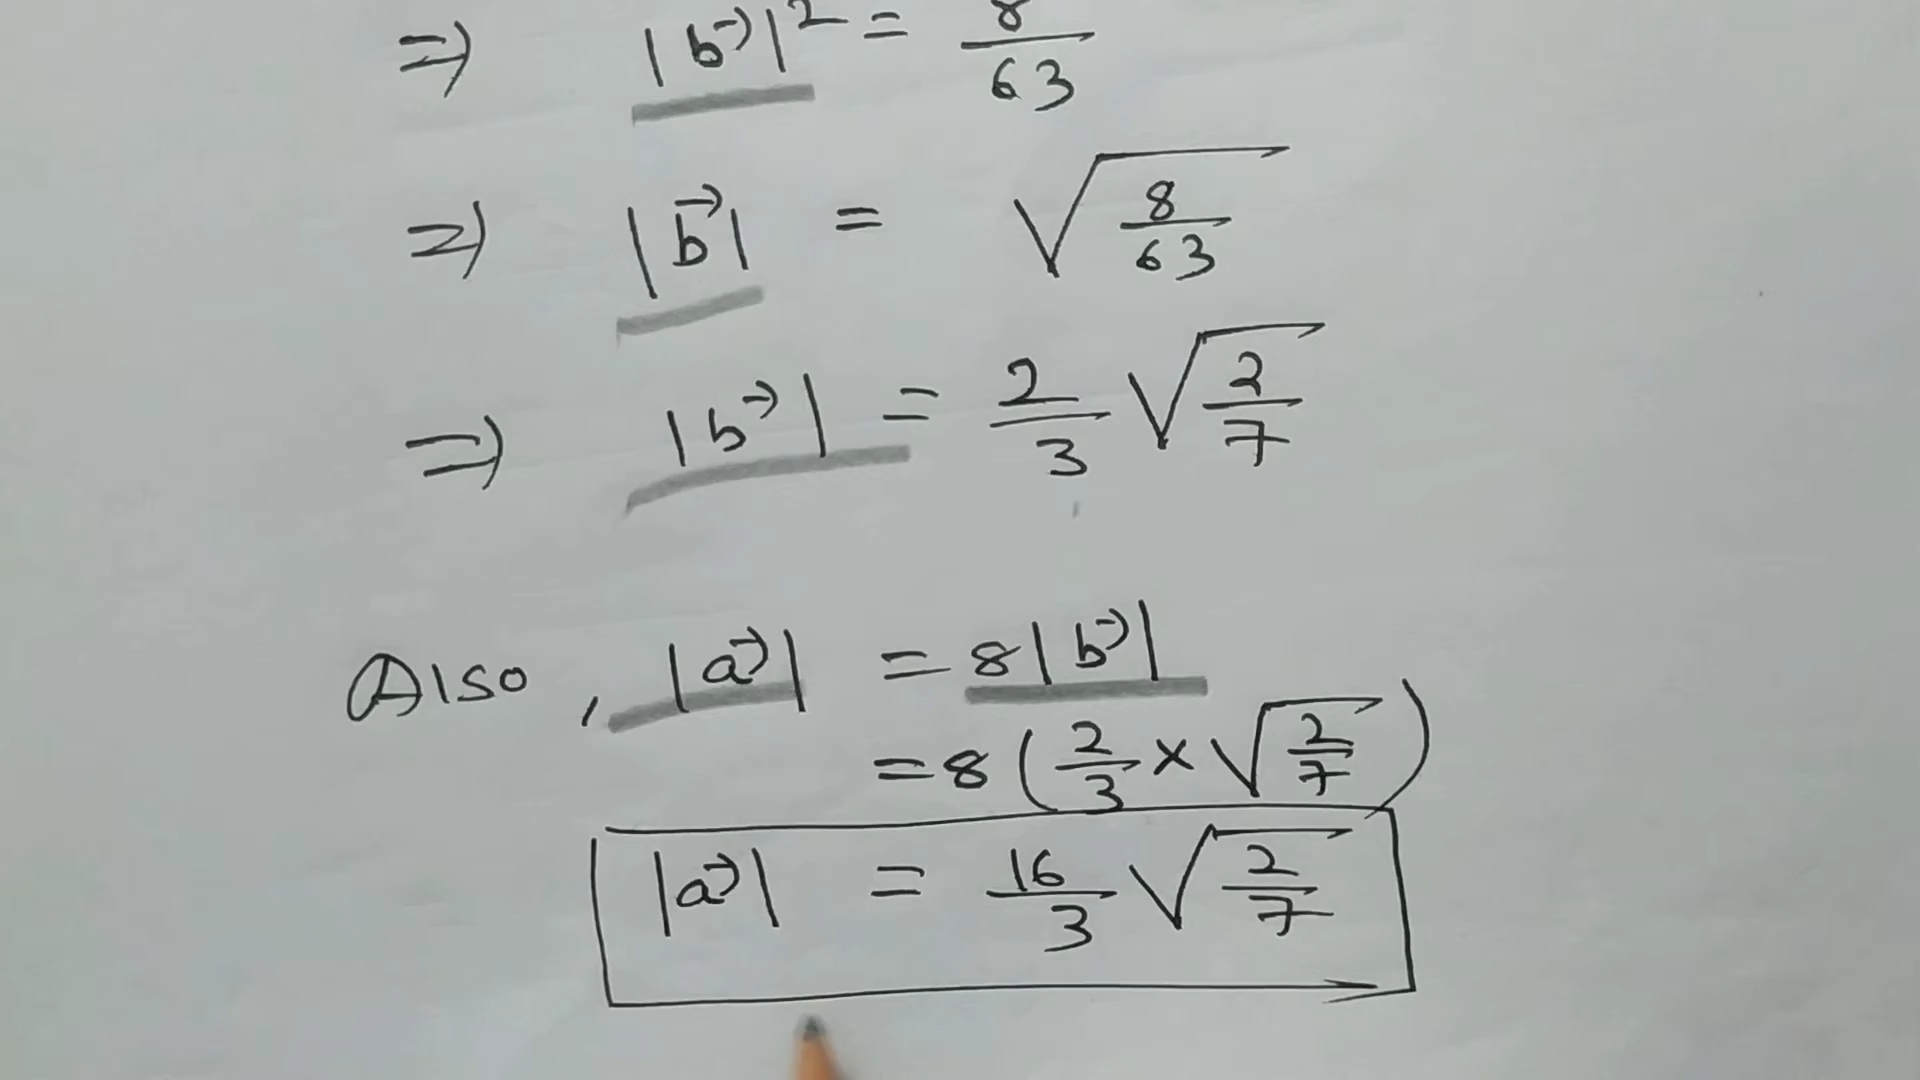 ⇒ |b⃗|² = 8/63
⇒ |b⃗| = √(8/63)
⇒ |b⃗| = 2/3 √(2/7)
Also, |a⃗| = 8|b⃗|
= 8(2/3 × √(2/7))
|a⃗| = 16/3 √(2/7)